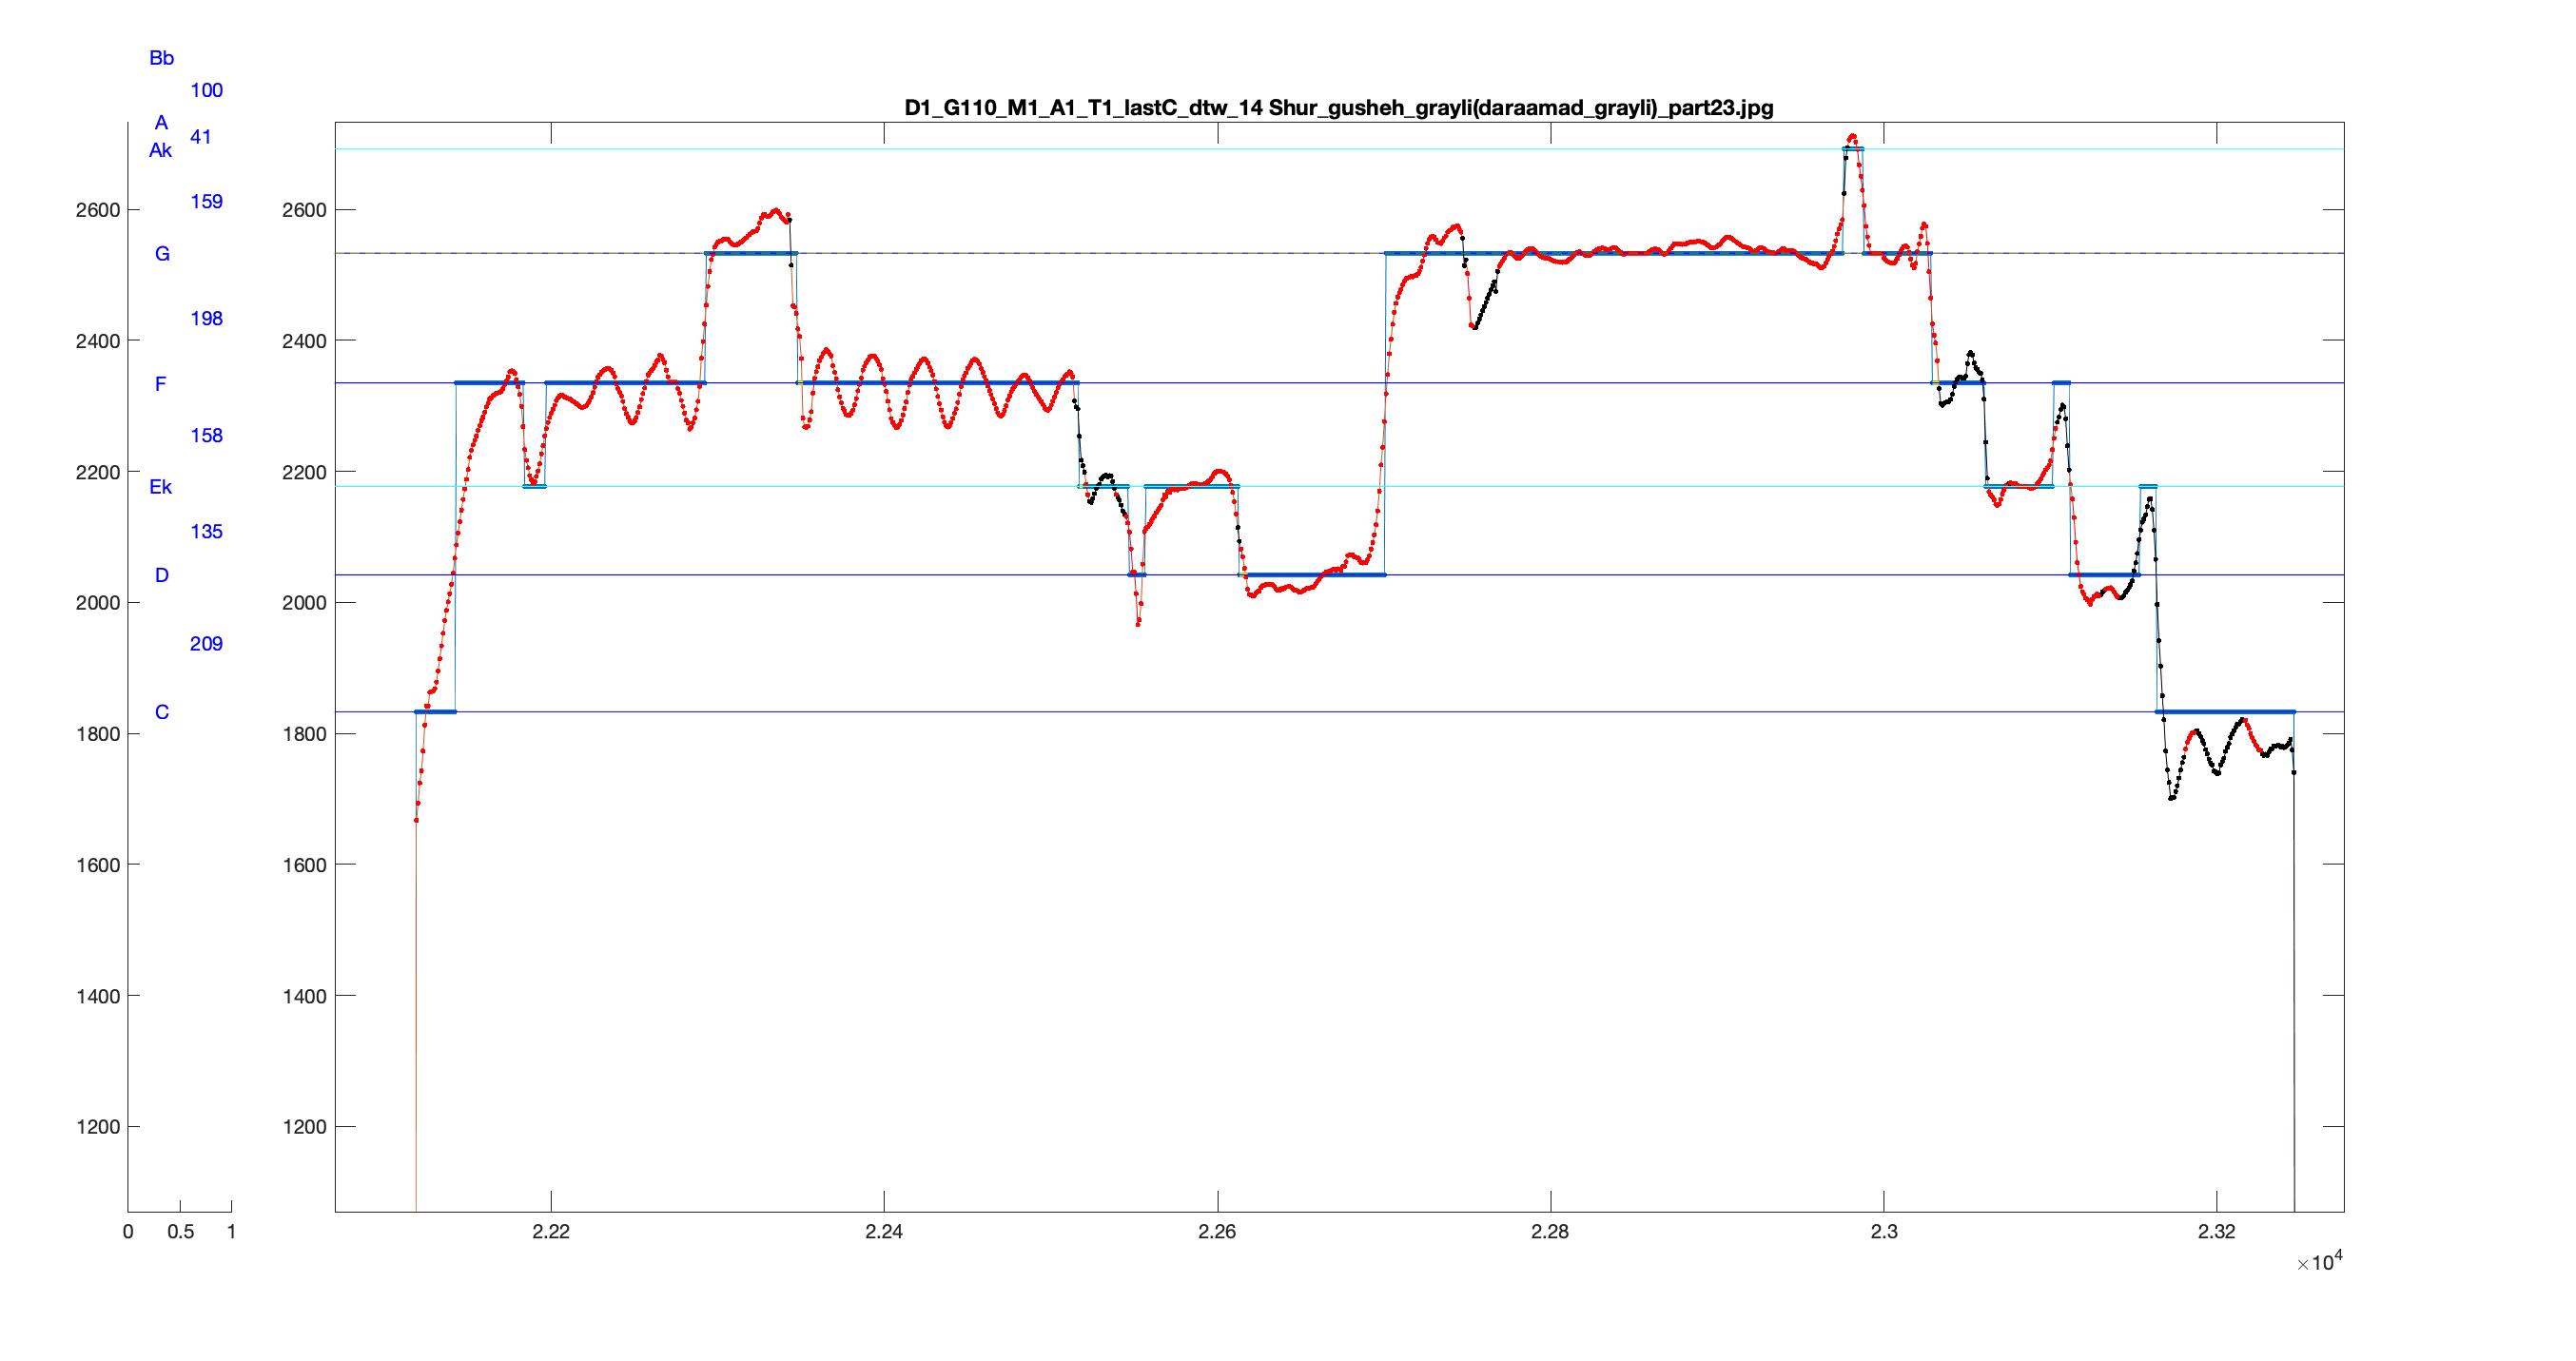 Bb
100
D1_G110_M1_A1_T1_lastC_dtw_14 Shur_gusheh_grayli(daraamad_grayli)_part23.jpg
A
41
Ak
159
2600
2600
G
198
2400
2400
F
158
2200
2200
Ek
135
D
2000
2000
209
C
1800
1800
1600
1600
1400
1400
1200
1200
0 0.5 1 2.22 2.24 2.26 2.28 2.3 2.32
×10^4